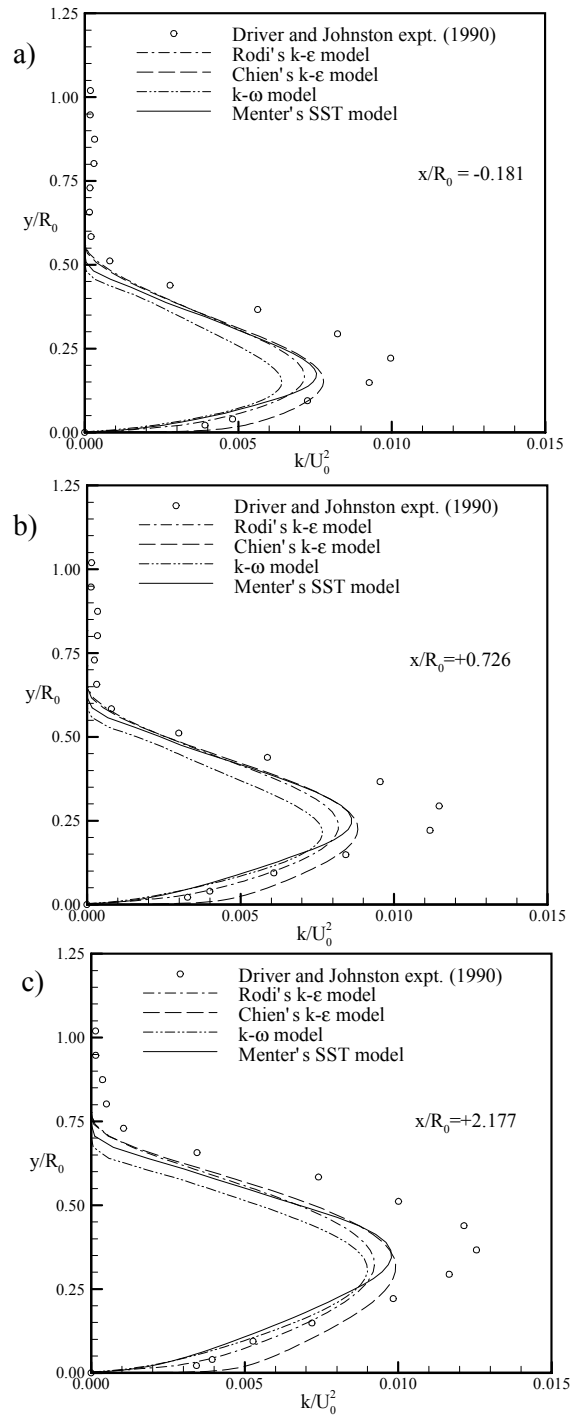 a)
Driver and Johnston expt. (1990)
Rodi's k-ε model
Chien's k-ε model
k-ω model
Menter's SST model
1.25
1.00
0.75
x/R₀ = -0.181
y/R₀
0.50
0.25
0.00
0.000 0.005 0.010 0.015
k/U₀²
b)
1.25
Driver and Johnston expt. (1990)
Rodi's k-ε model
Chien's k-ε model
k-ω model
Menter's SST model
1.00
0.75
x/R₀=+0.726
y/R₀
0.50
0.25
0.00
0.000 0.005 0.010 0.015
k/U₀²
c)
1.25
Driver and Johnston expt. (1990)
Rodi's k-ε model
Chien's k-ε model
k-ω model
Menter's SST model
1.00
0.75
x/R₀=+2.177
y/R₀
0.50
0.25
0.00
0.000 0.005 0.010 0.015
k/U₀²